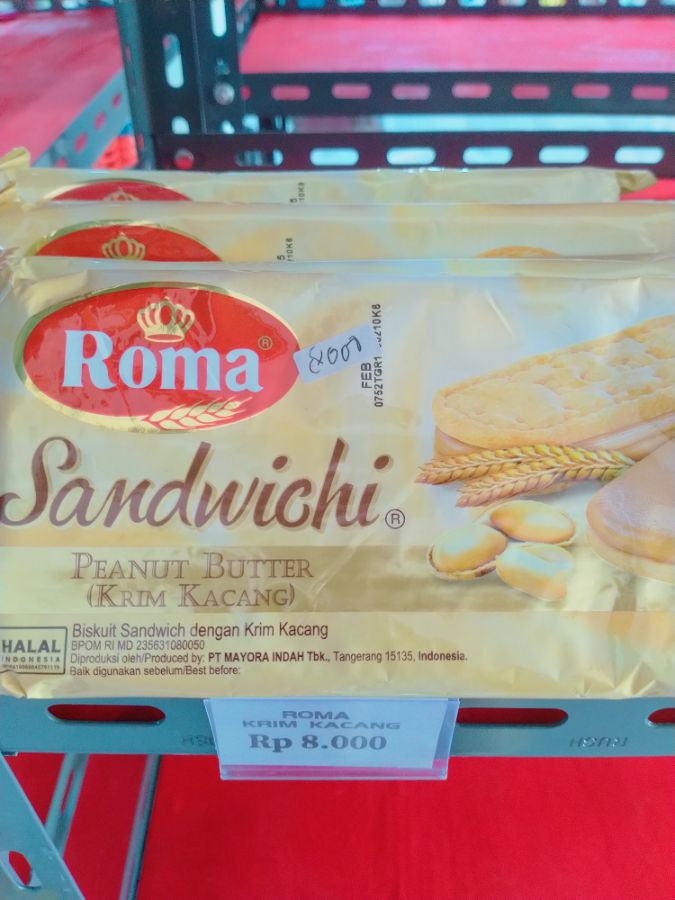 Roma®
8000
FEB
0752TGR1
210K8
Sandwichi®
PEANUT BUTTER
(KRIM KACANG)
HALAL
INDONESIA
Biskuit Sandwich dengan Krim Kacang
BPOM RI MD 235631080050
Diproduksi oleh/Produced by: PT MAYORA INDAH Tbk., Tangerang 15135, Indonesia.
Baik digunakan sebelum/Best before:
ROMA
KRIM KACANG
Rp 8.000